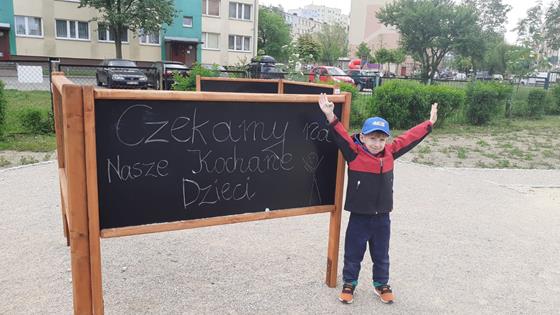 Czekamy na
Nasze Kochane
Dzieci